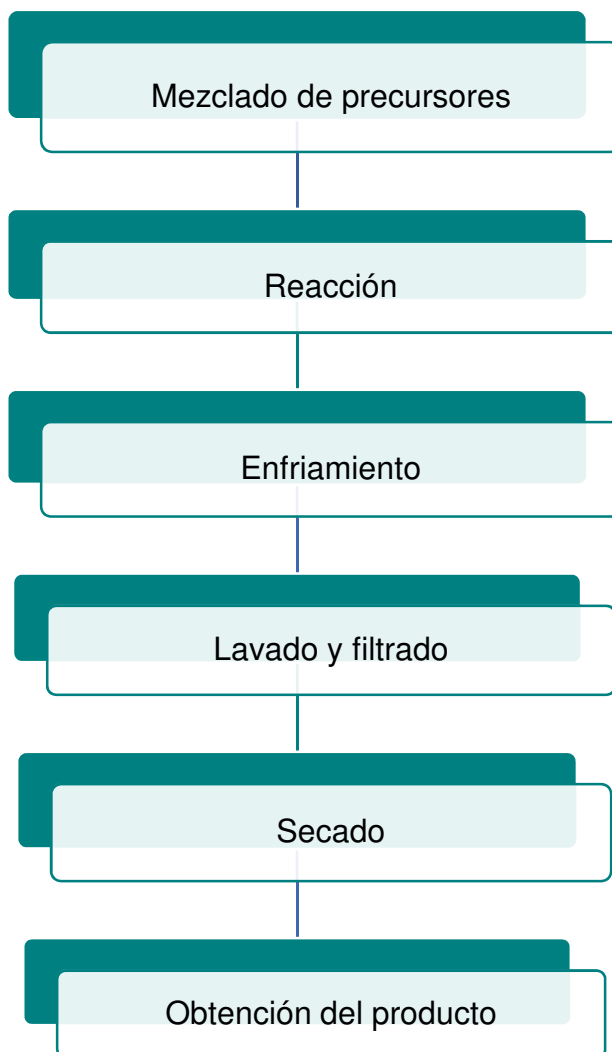 Mezclado de precursores
Reacción
Enfriamiento
Lavado y filtrado
Secado
Obtención del producto